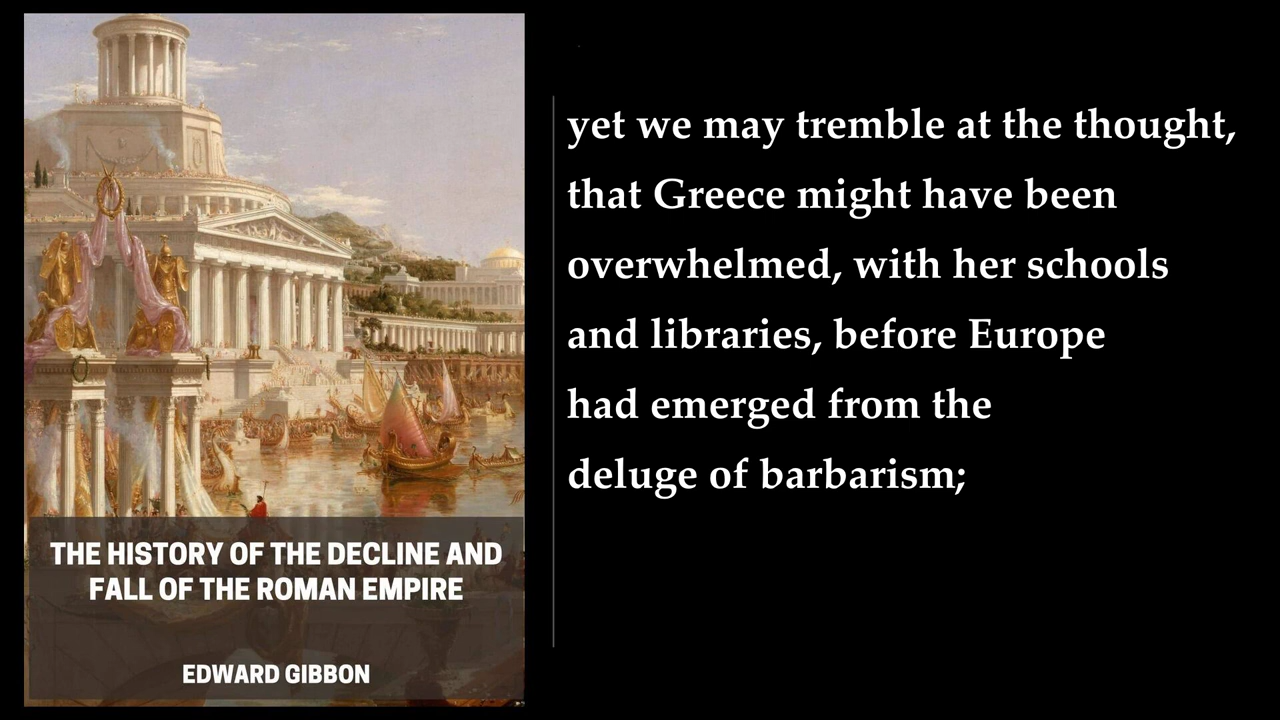 THE HISTORY OF THE DECLINE AND
FALL OF THE ROMAN EMPIRE
EDWARD GIBBON
yet we may tremble at the thought,
that Greece might have been
overwhelmed, with her schools
and libraries, before Europe
had emerged from the
deluge of barbarism;